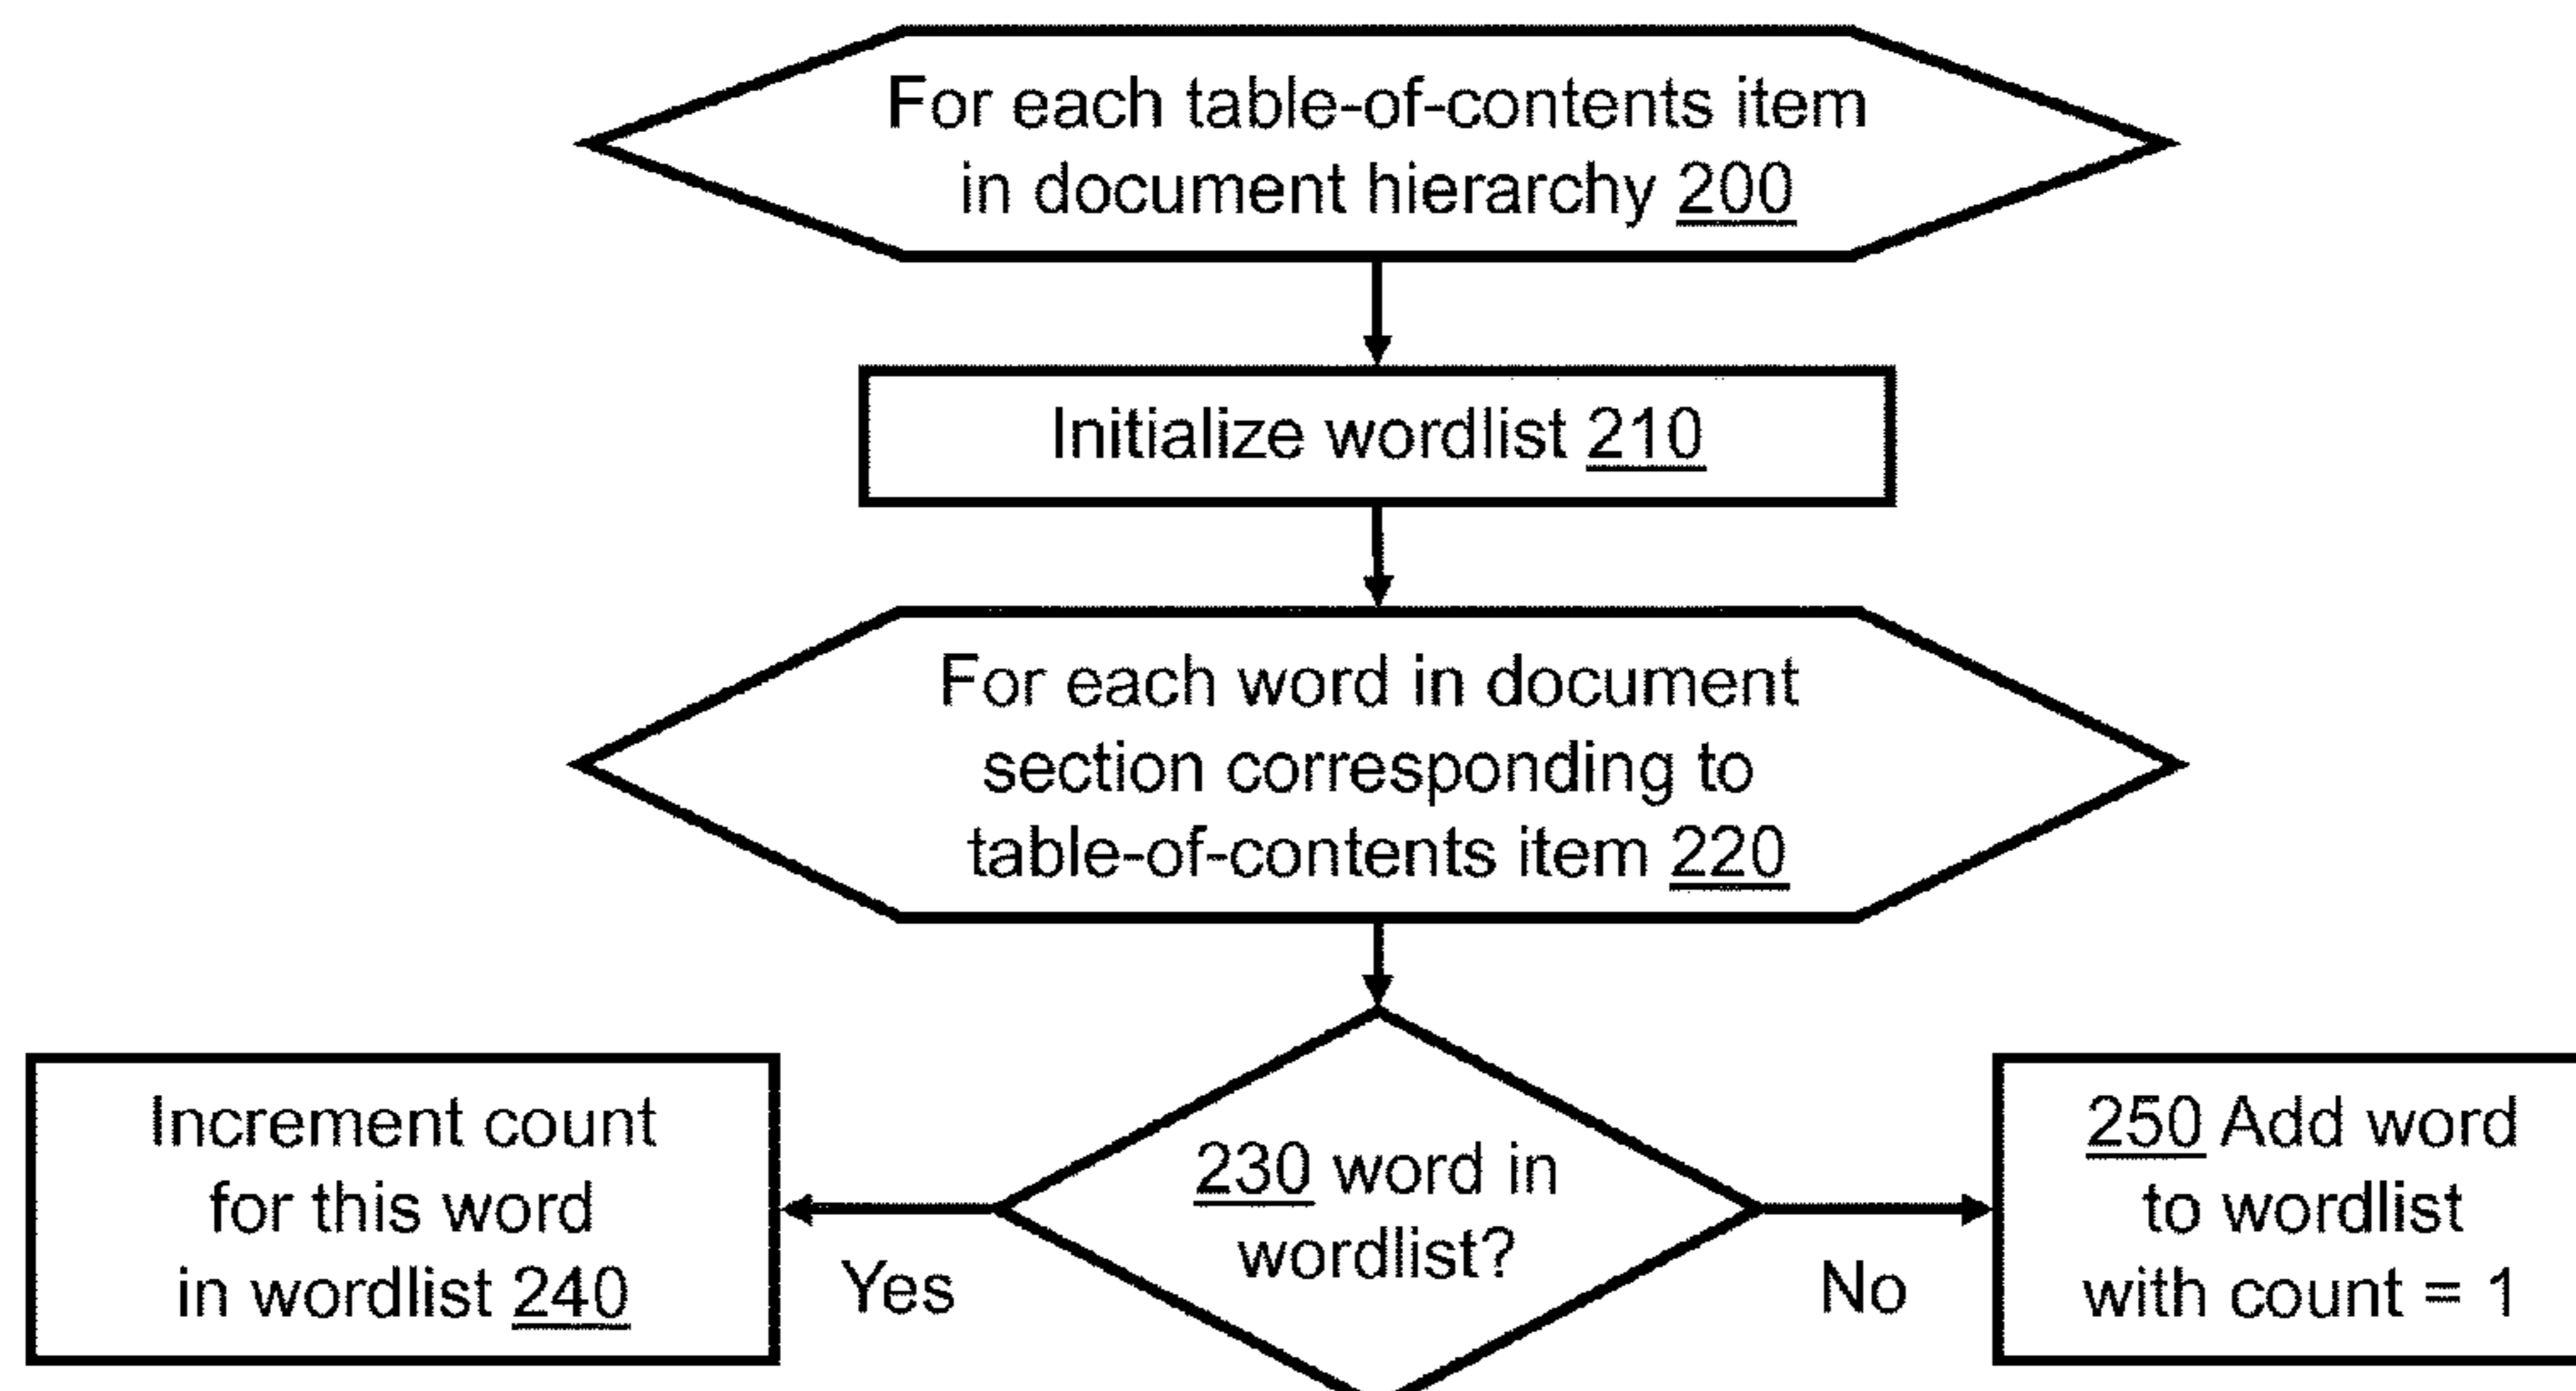 For each table-of-contents item
in document hierarchy 200
Initialize wordlist 210
For each word in document
section corresponding to
table-of-contents item 220
Increment count
for this word
in wordlist 240
Yes
230 word in
wordlist?
No
250 Add word
to wordlist
with count = 1